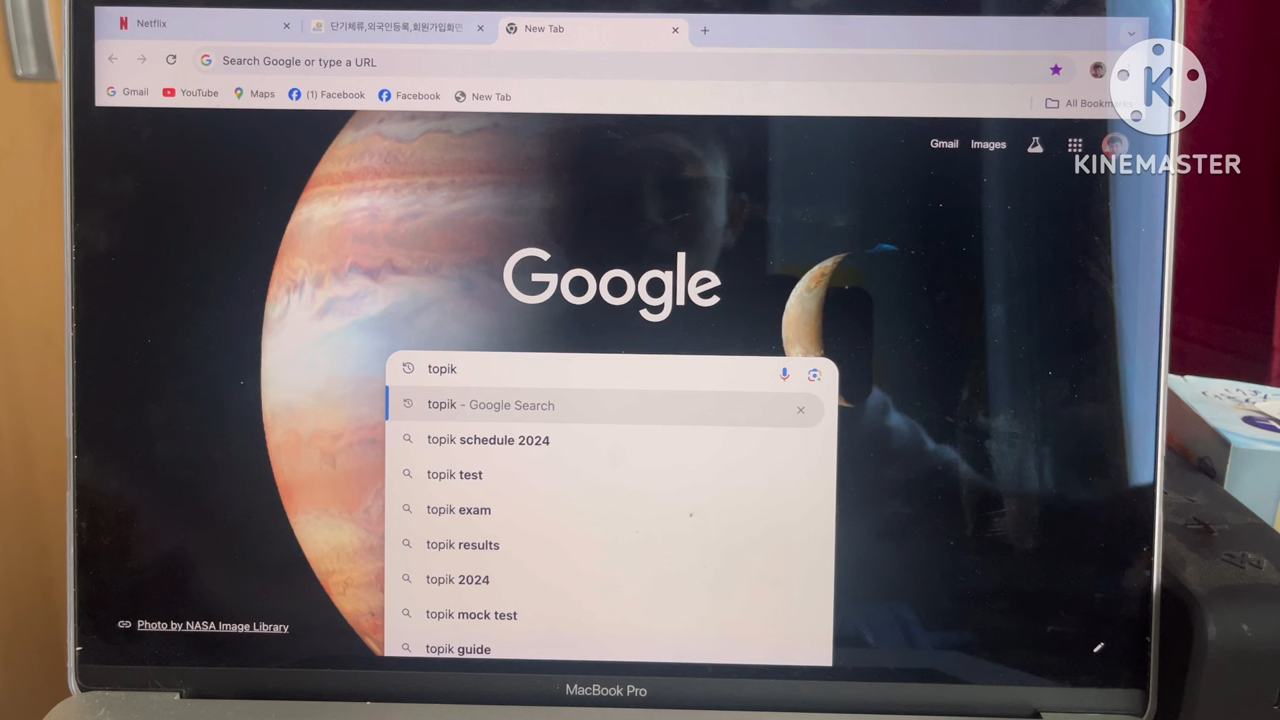 Netflix
단기체류,외국인등록,회원가입화면
New Tab
Search Google or type a URL
Gmail
YouTube
Maps
(1) Facebook
Facebook
New Tab
All Bookmarks
K
KINEMASTER
Gmail
Images
Google
topik
topik - Google Search
topik schedule 2024
topik test
topik exam
topik results
topik 2024
topik mock test
topik guide
Photo by NASA Image Library
MacBook Pro